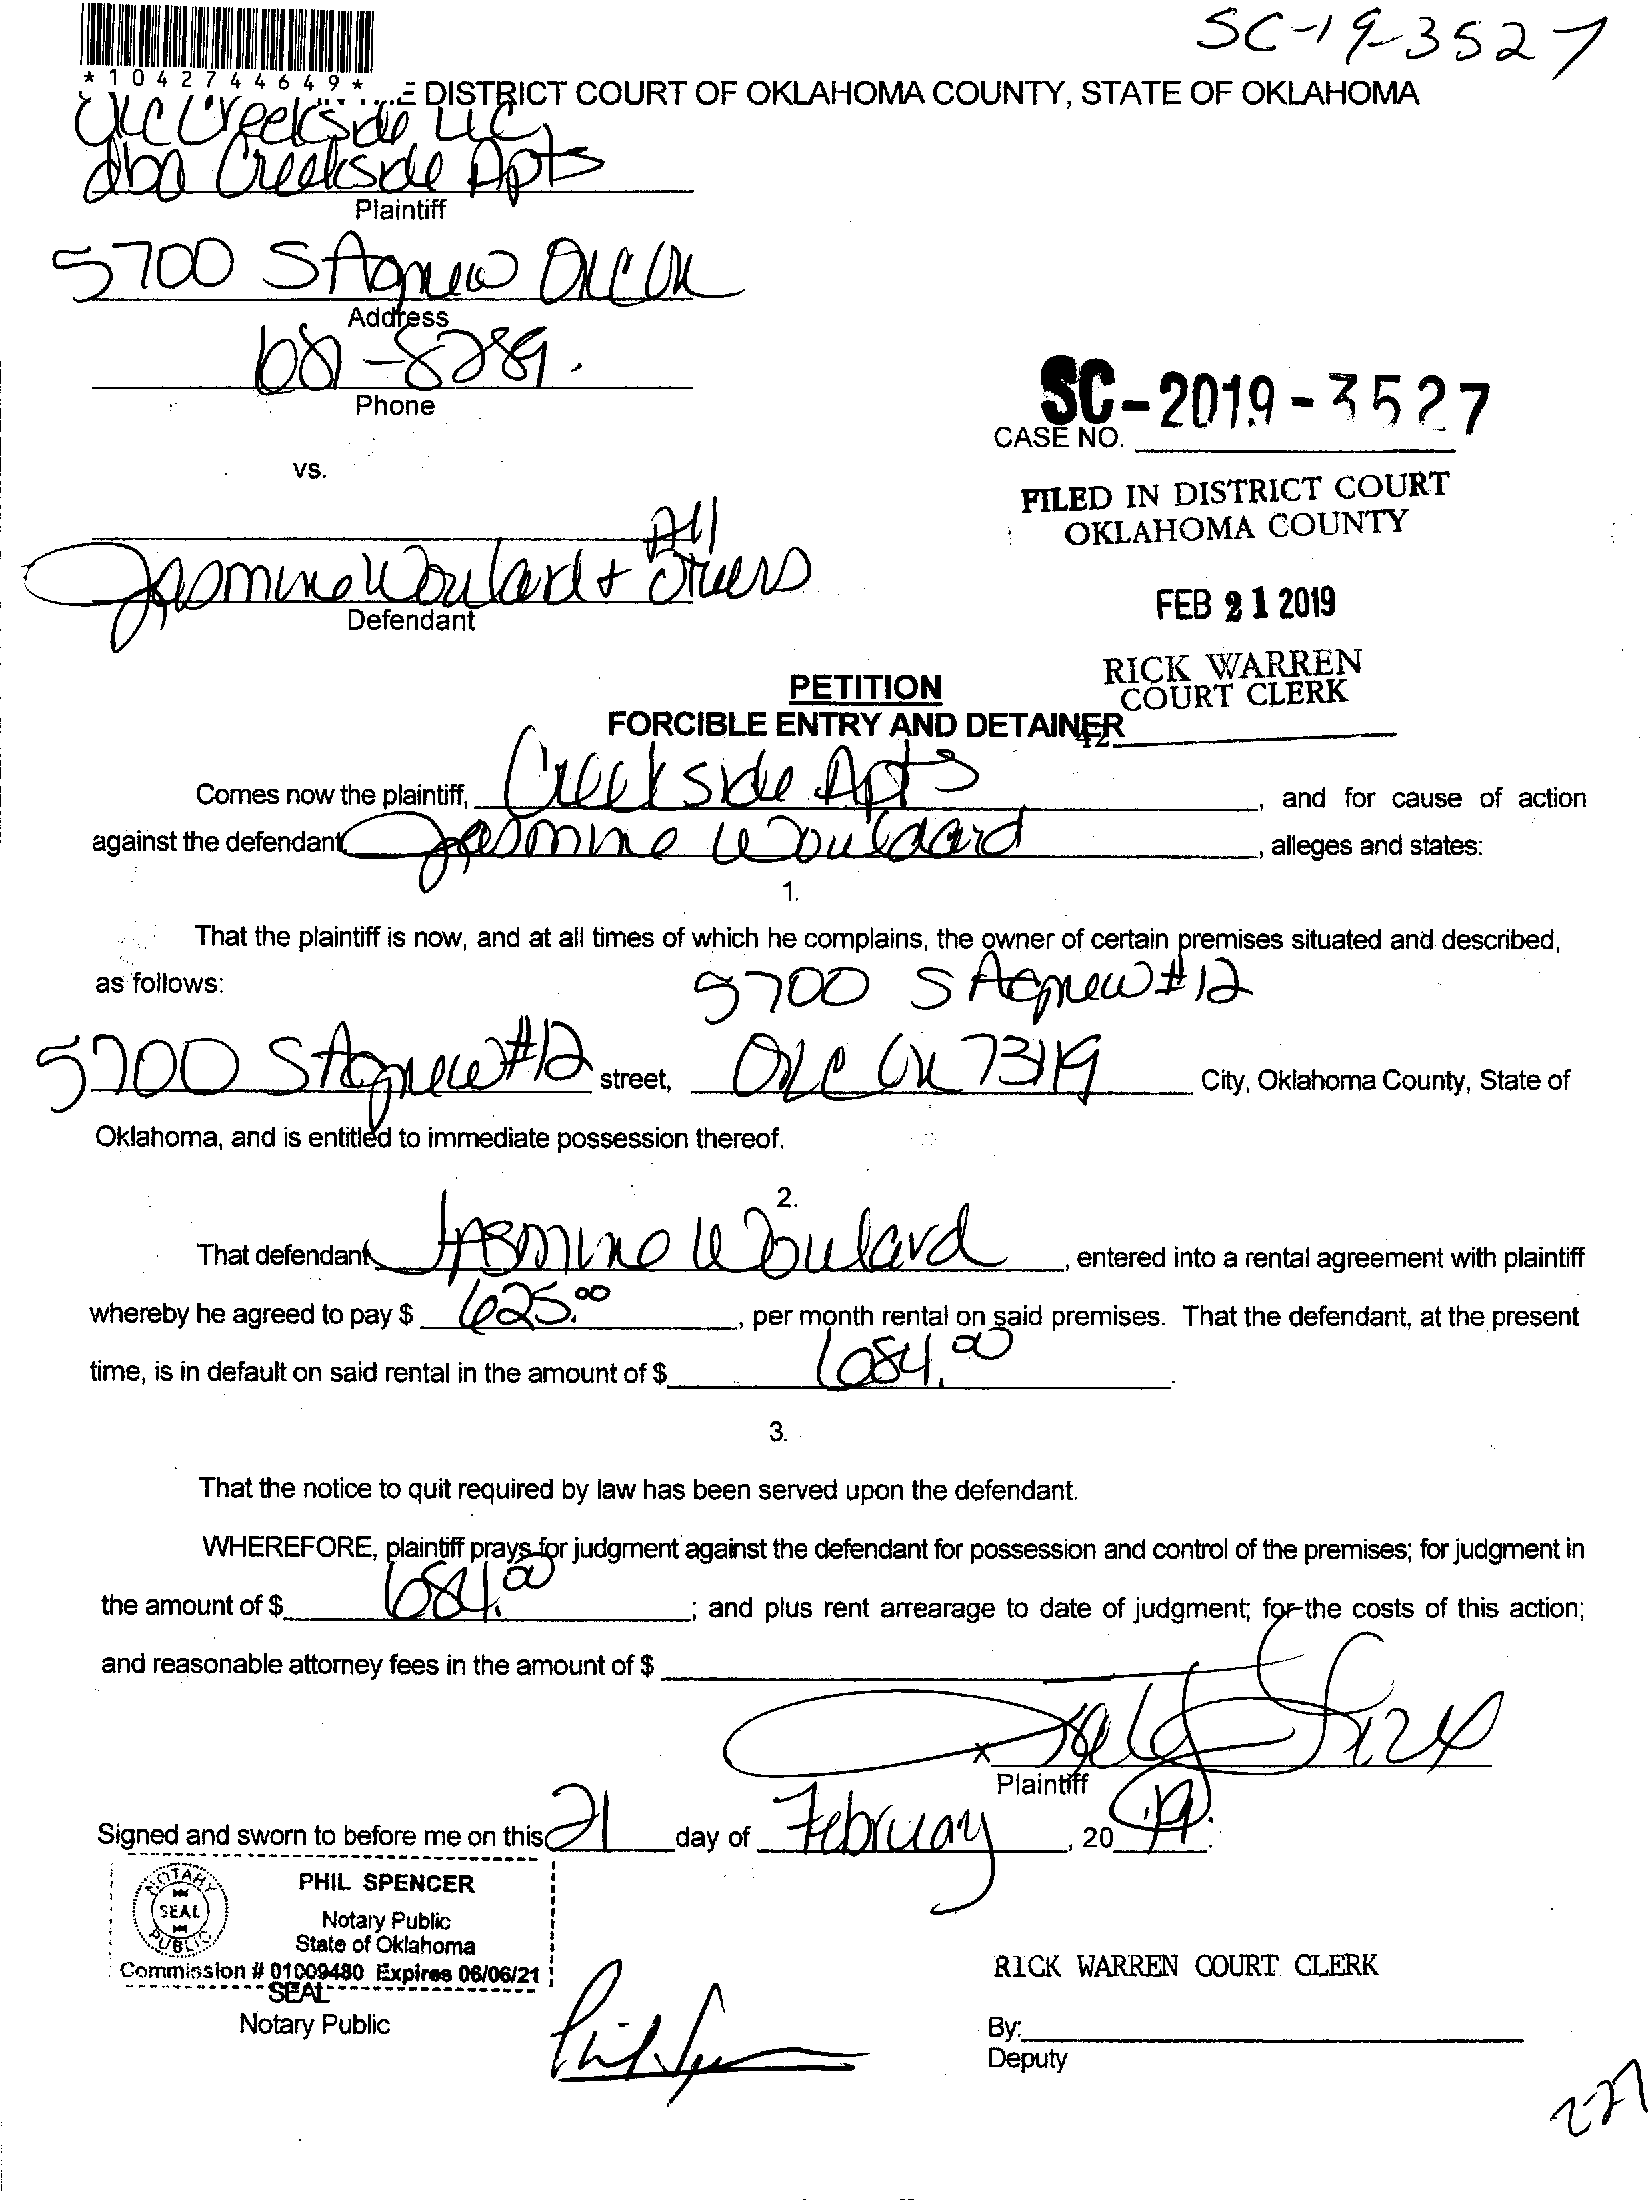 SC-19-3527
*1042744649*
E DISTRICT COURT OF OKLAHOMA COUNTY, STATE OF OKLAHOMA
Creekside LLC,
dba Creekside Apts
Plaintiff
5700 S Agnew OKC OK
Address
681-8289.
Phone
SC-2019-3527
CASE NO.
vs.
FILED IN DISTRICT COURT
OKLAHOMA COUNTY
All
Jasmine Woulard + Others
Defendant
FEB 21 2019
RICK WARREN
COURT CLERK
PETITION
FORCIBLE ENTRY AND DETAINER
42
Comes now the plaintiff, Creekside Apts, and for cause of action
against the defendant Jasmine Woulaard, alleges and states:
1.
That the plaintiff is now, and at all times of which he complains, the owner of certain premises situated and described,
as follows: 5700 S Agnew #12
5700 S Agnew #12 street, OKC OK 73119 City, Oklahoma County, State of
Oklahoma, and is entitled to immediate possession thereof.
2.
That defendant Jasmine Woulard, entered into a rental agreement with plaintiff
whereby he agreed to pay $ 625.00, per month rental on said premises. That the defendant, at the present
time, is in default on said rental in the amount of $ 684.00.
3.
That the notice to quit required by law has been served upon the defendant.
WHEREFORE, plaintiff prays for judgment against the defendant for possession and control of the premises; for judgment in
the amount of $ 684.00; and plus rent arrearage to date of judgment; for the costs of this action;
and reasonable attorney fees in the amount of $
x
Plaintiff
Signed and sworn to before me on this 21 day of February, 20 19.
NOTARY PUBLIC SEAL
PHIL SPENCER
Notary Public
State of Oklahoma
Commission # 01009480 Expires 06/06/21
SEAL
Notary Public
RICK WARREN COURT CLERK
By:
Deputy
227